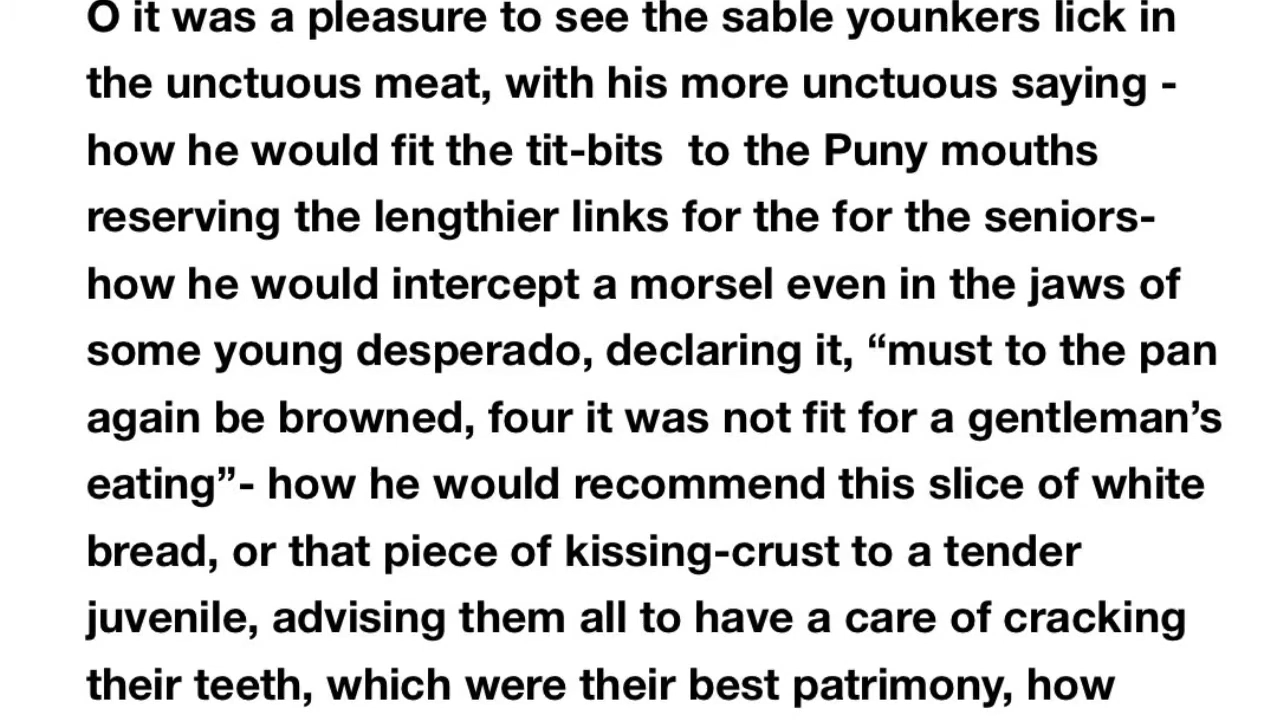 O it was a pleasure to see the sable younkers lick in
the unctuous meat, with his more unctuous saying -
how he would fit the tit-bits  to the Puny mouths
reserving the lengthier links for the for the seniors-
how he would intercept a morsel even in the jaws of
some young desperado, declaring it, “must to the pan
again be browned, four it was not fit for a gentleman’s
eating”- how he would recommend this slice of white
bread, or that piece of kissing-crust to a tender
juvenile, advising them all to have a care of cracking
their teeth, which were their best patrimony, how